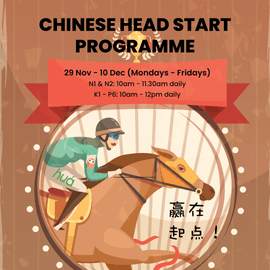 CHINESE HEAD START
PROGRAMME
29 Nov - 10 Dec (Mondays - Fridays)
N1 & N2: 10am - 11.30am daily
K1 - P6: 10am - 12pm daily
huá
赢在
起点！